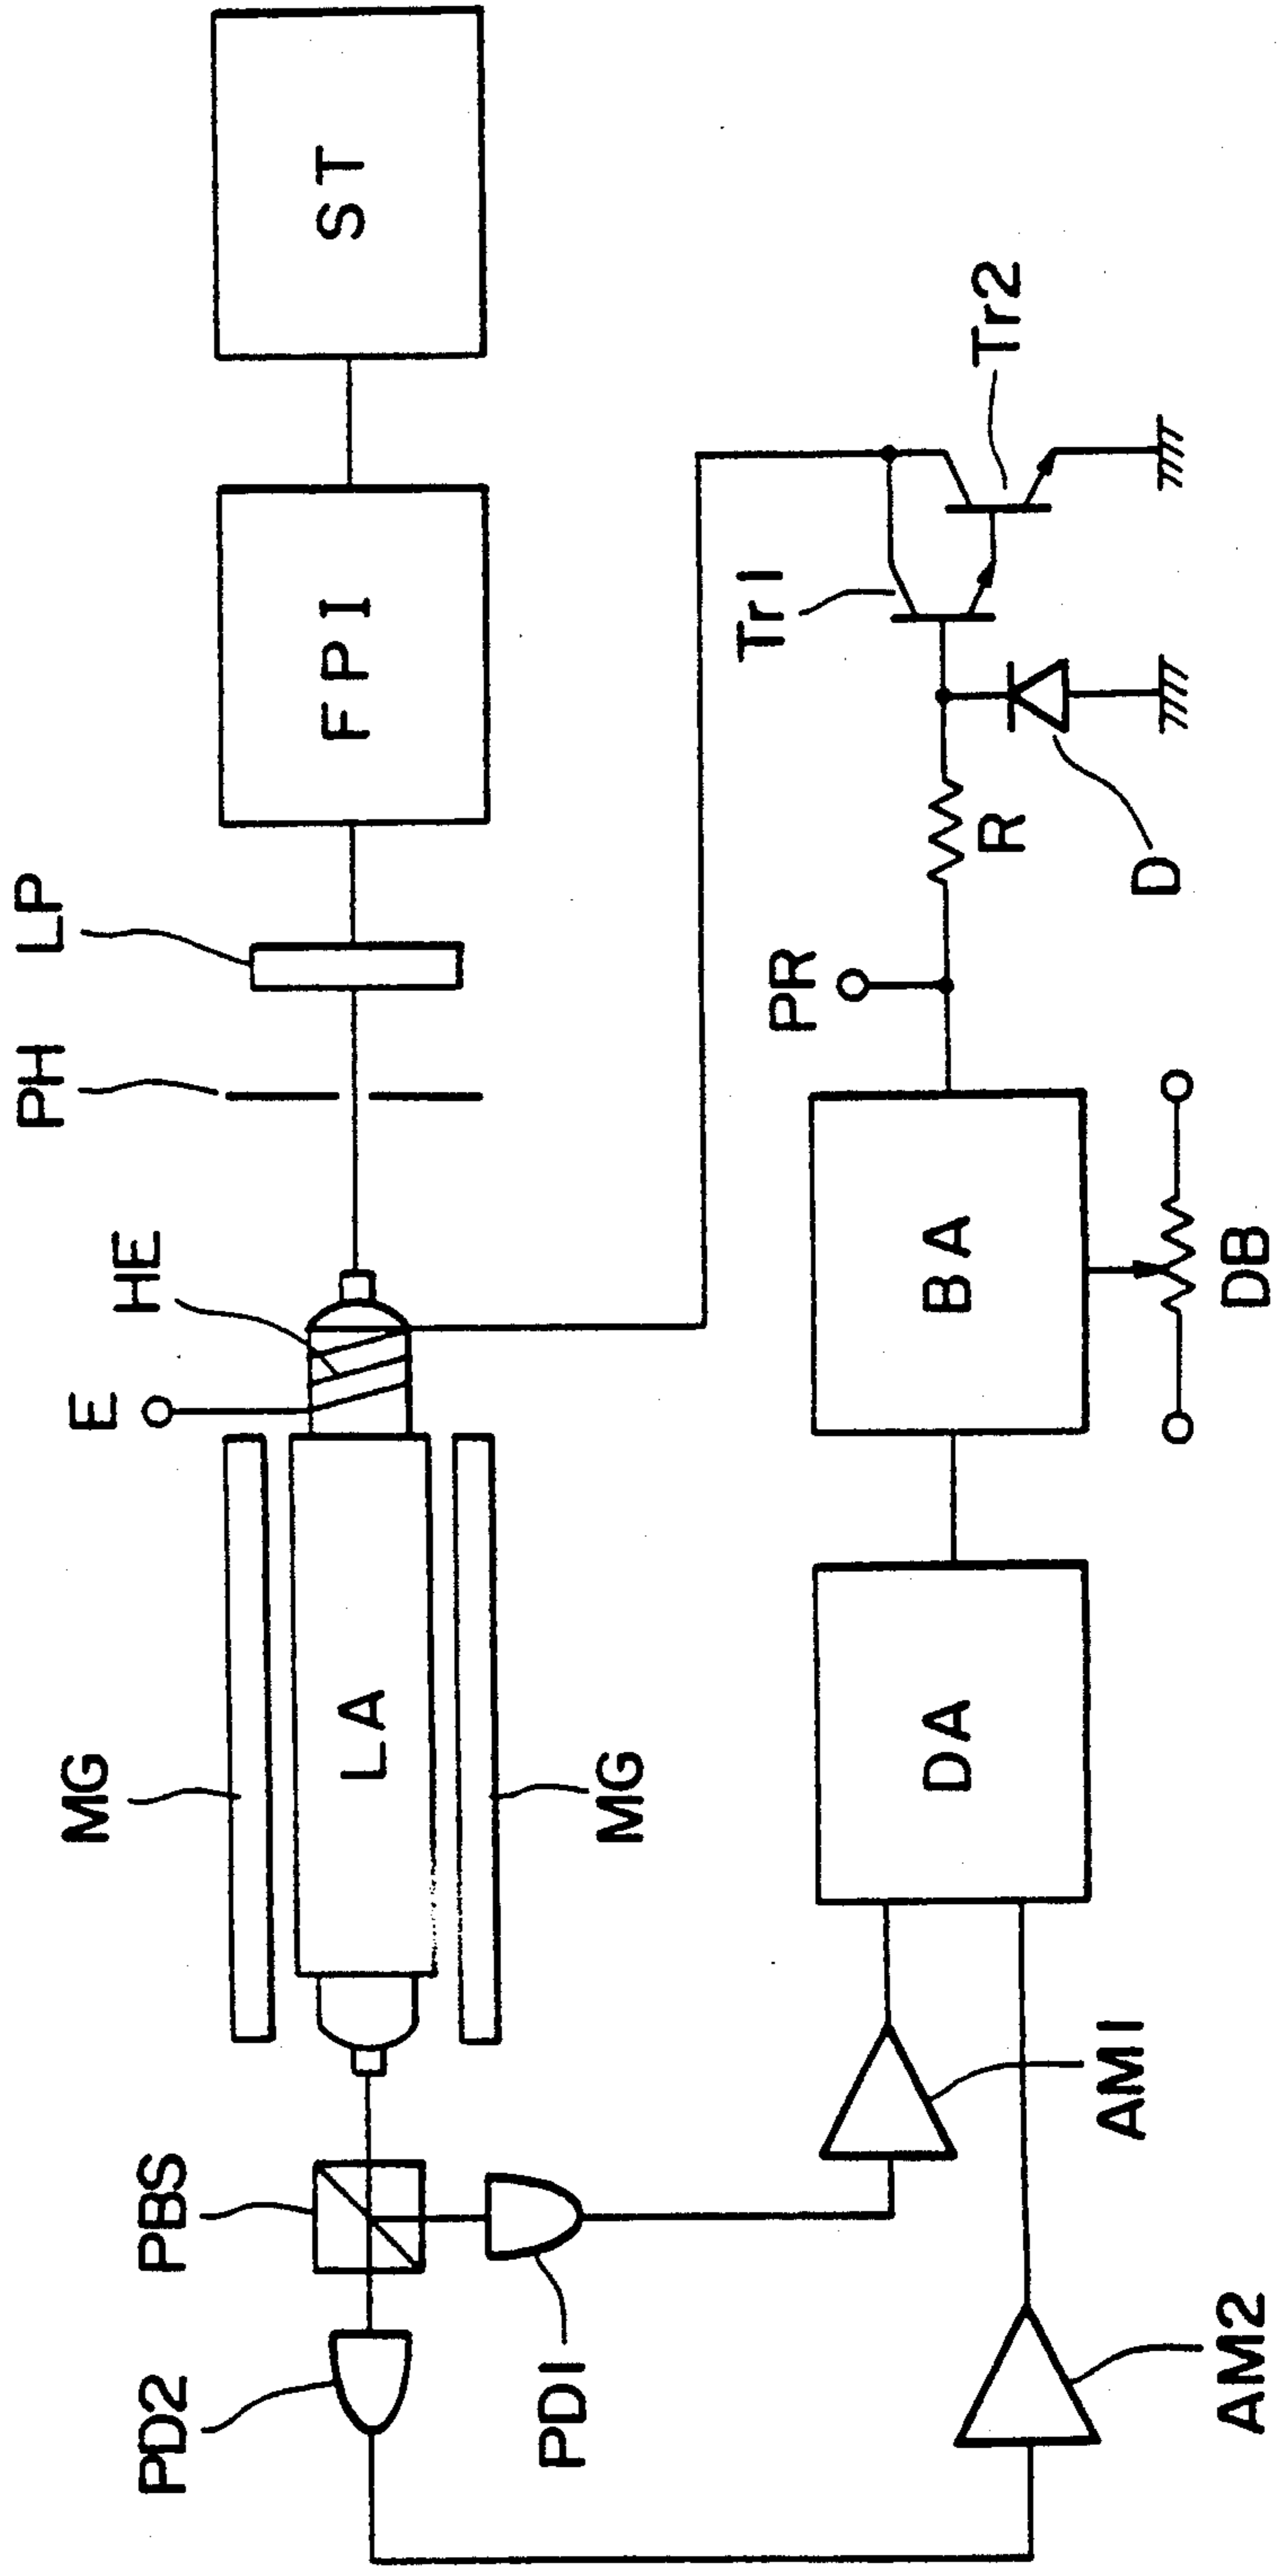 PD2
PBS
MG
E
HE
PH
LP
LA
FPI
ST
PD1
MG
PR
Tr1
DA
BA
R
Tr2
AM1
D
AM2
DB